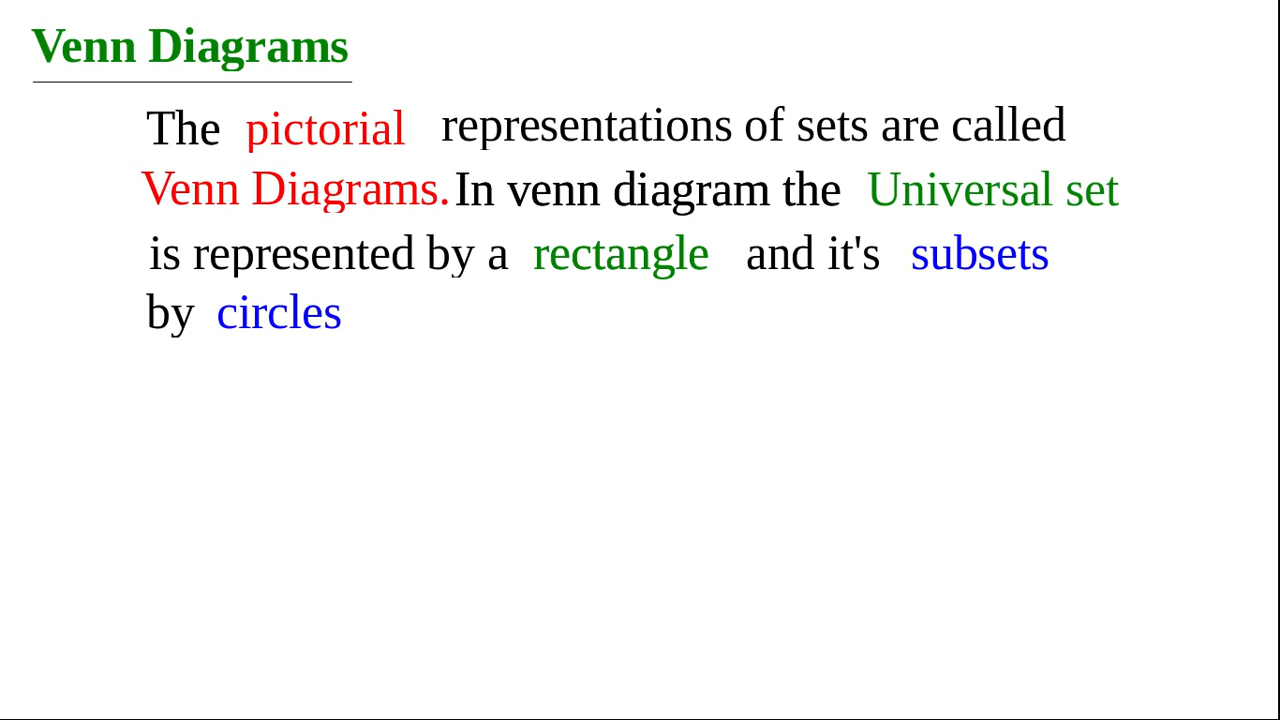 Venn Diagrams
The pictorial representations of sets are called
Venn Diagrams. In venn diagram the Universal set
is represented by a rectangle and it's subsets
by circles